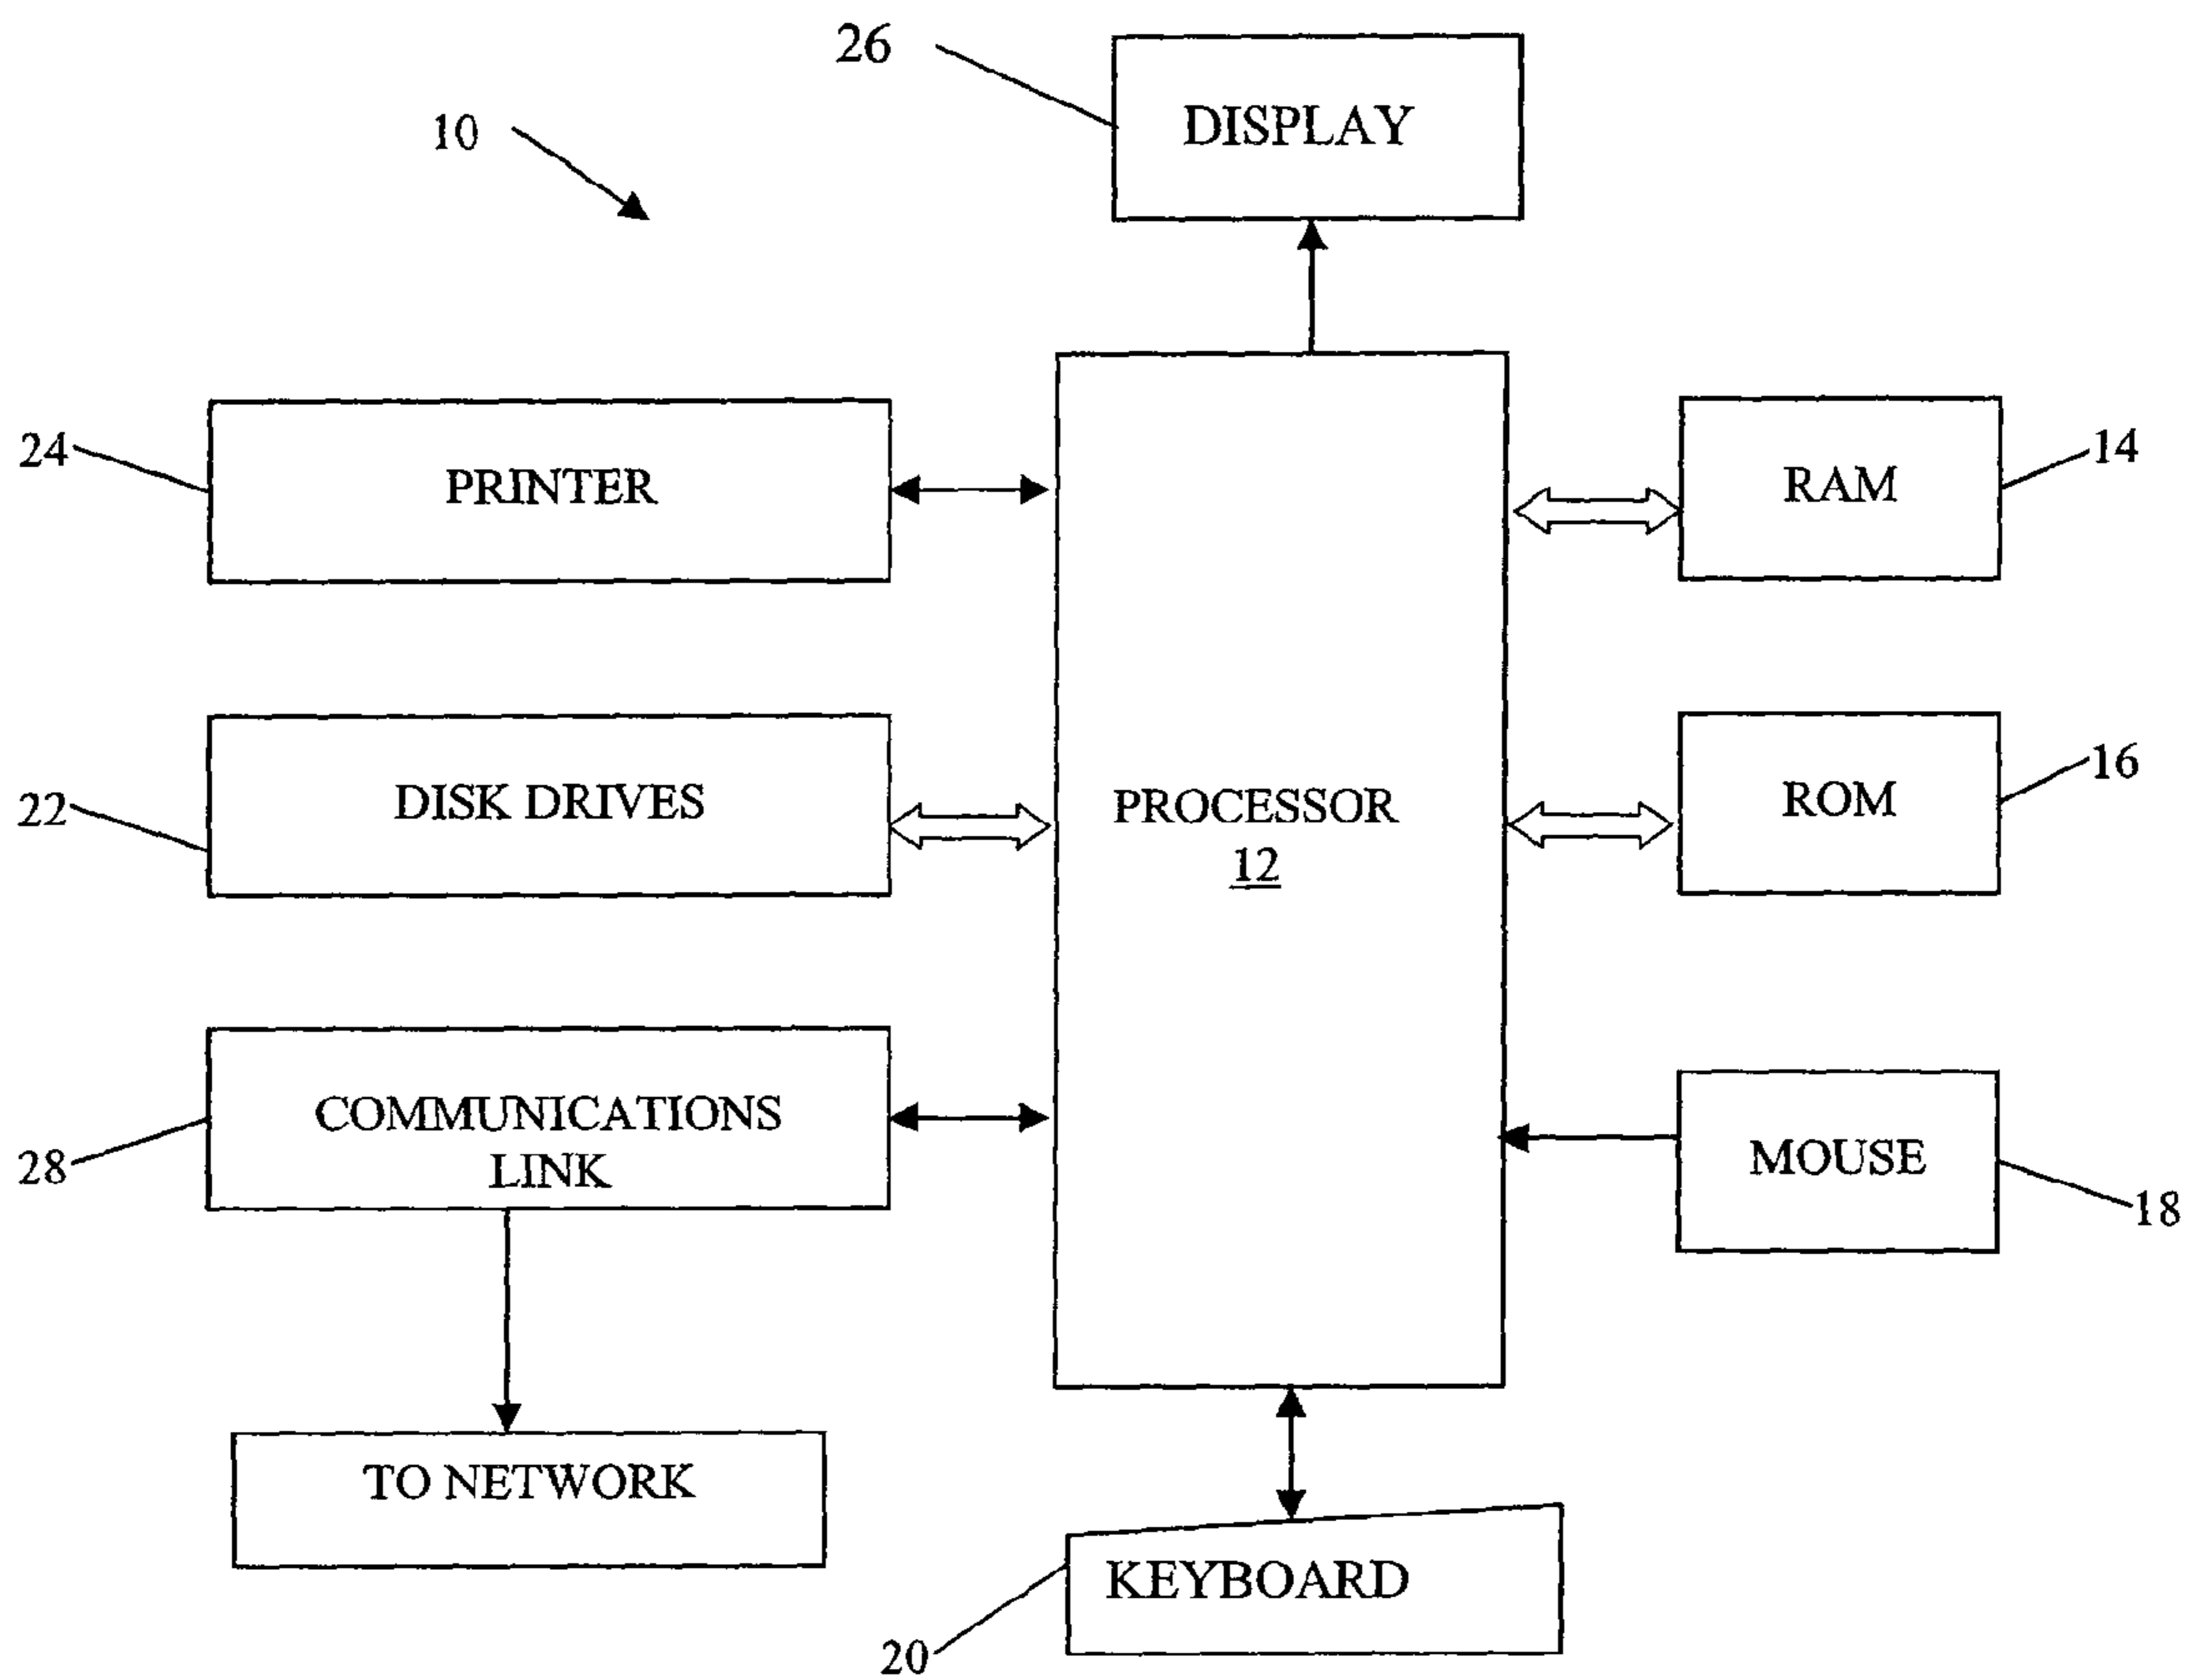 26
DISPLAY
10
24
PRINTER
14
RAM
22
DISK DRIVES
PROCESSOR
12
16
ROM
28
COMMUNICATIONS
LINK
MOUSE
18
TO NETWORK
KEYBOARD
20